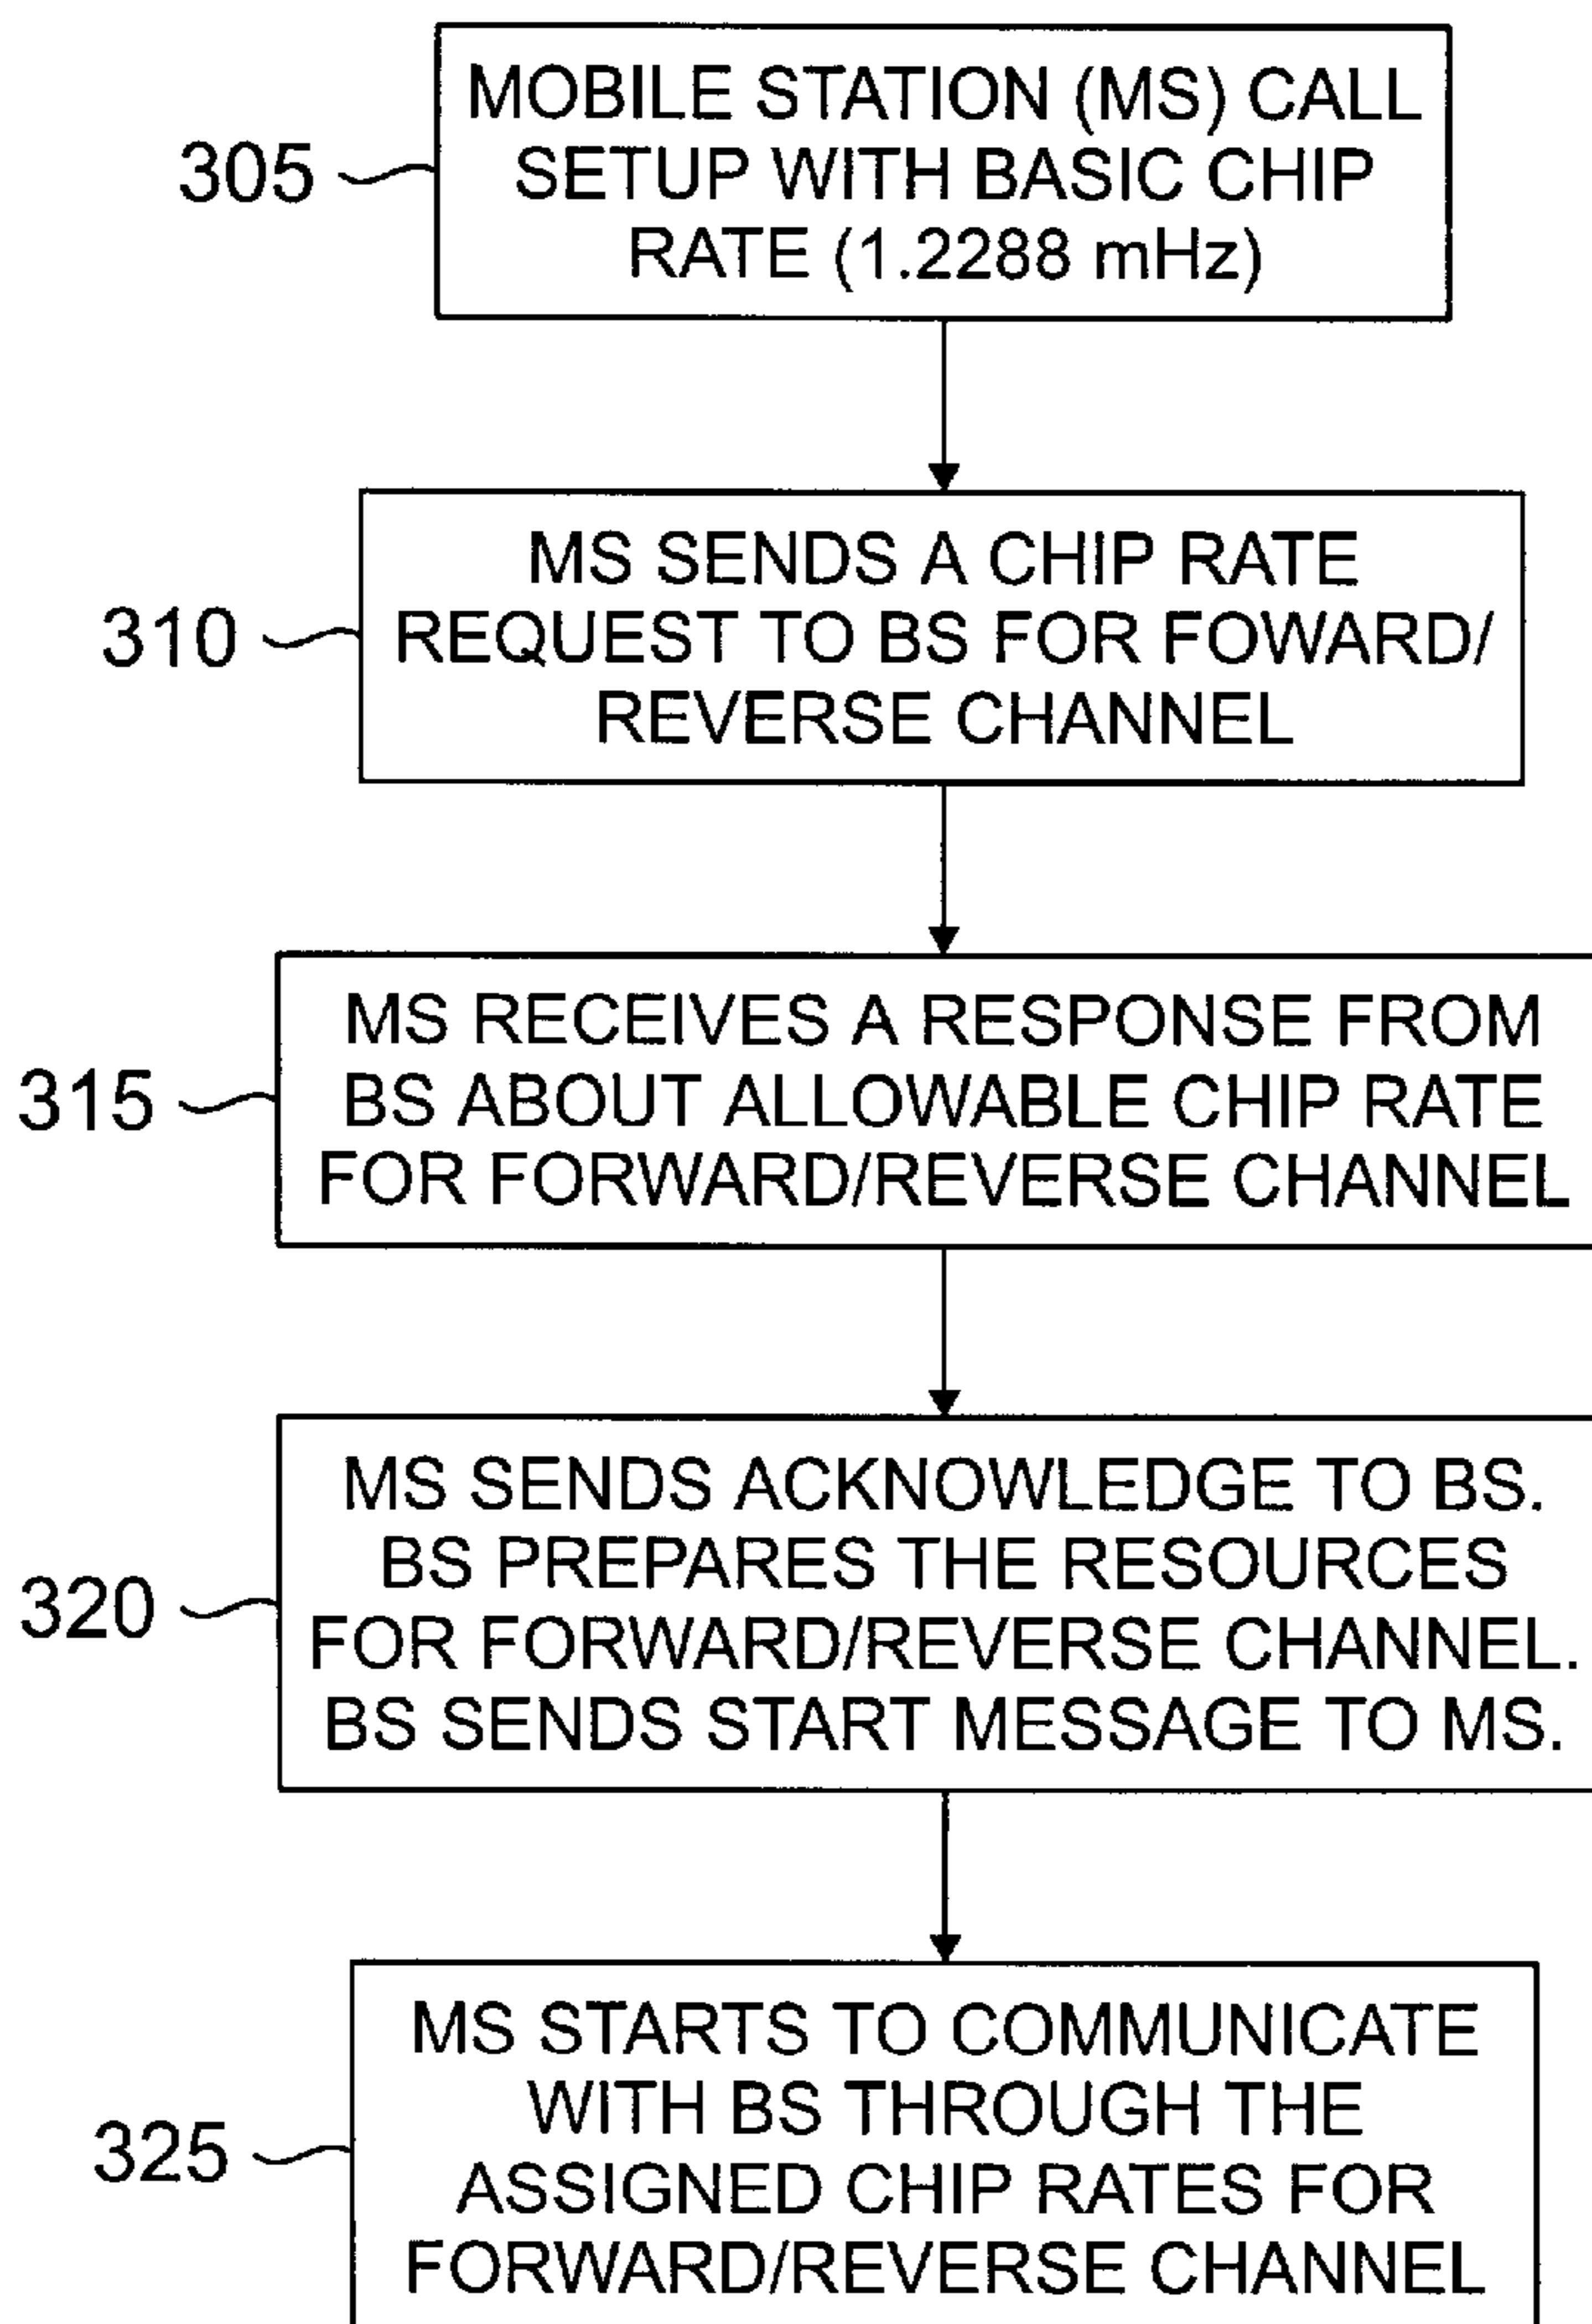 305
MOBILE STATION (MS) CALL
SETUP WITH BASIC CHIP
RATE (1.2288 mHz)
310
MS SENDS A CHIP RATE
REQUEST TO BS FOR FOWARD/
REVERSE CHANNEL
315
MS RECEIVES A RESPONSE FROM
BS ABOUT ALLOWABLE CHIP RATE
FOR FORWARD/REVERSE CHANNEL
320
MS SENDS ACKNOWLEDGE TO BS.
BS PREPARES THE RESOURCES
FOR FORWARD/REVERSE CHANNEL.
BS SENDS START MESSAGE TO MS.
325
MS STARTS TO COMMUNICATE
WITH BS THROUGH THE
ASSIGNED CHIP RATES FOR
FORWARD/REVERSE CHANNEL